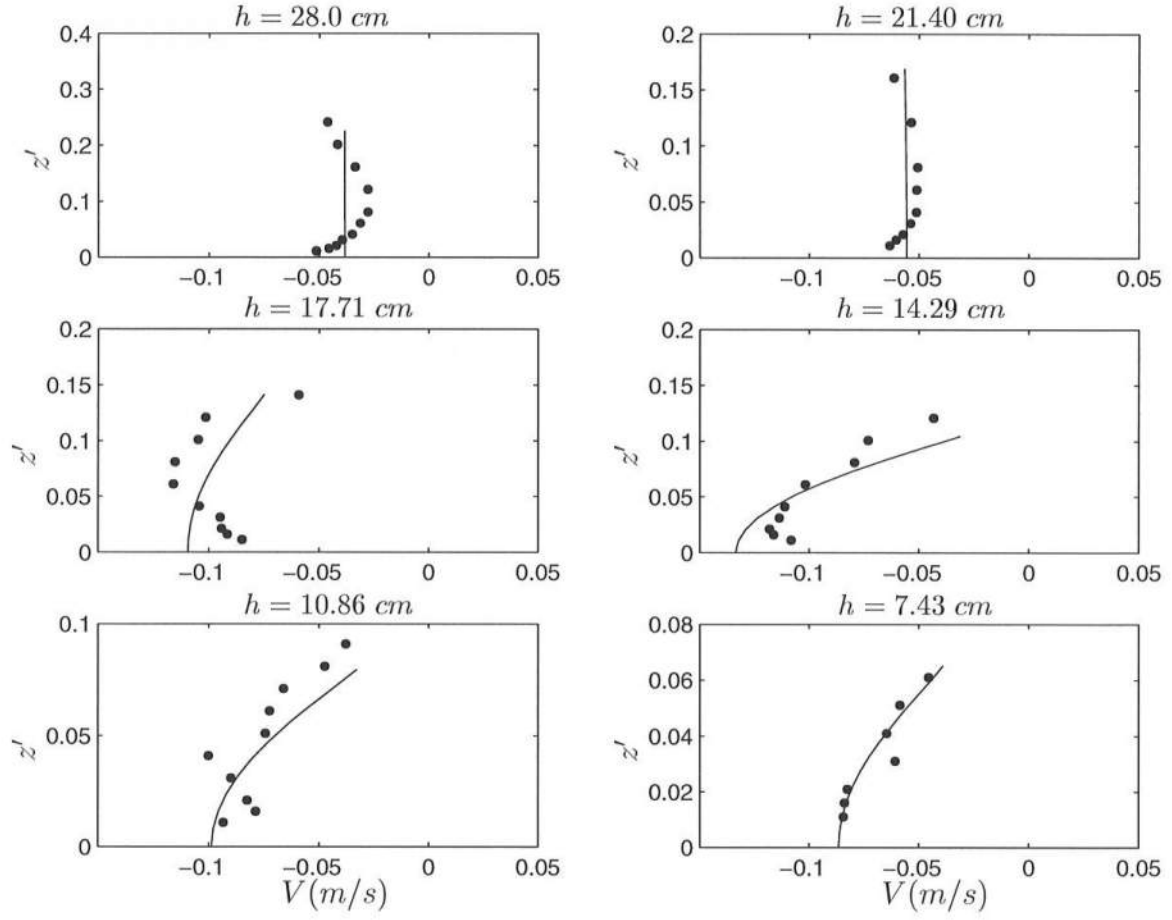 h = 28.0 cm
0.4
0.3
0.2
0.1
0
z′
−0.1 −0.05 0 0.05
h = 21.40 cm
0.2
0.15
0.1
0.05
0
z′
−0.1 −0.05 0 0.05
h = 17.71 cm
0.2
0.15
0.1
0.05
0
z′
−0.1 −0.05 0 0.05
h = 14.29 cm
0.2
0.15
0.1
0.05
0
z′
−0.1 −0.05 0 0.05
h = 10.86 cm
0.1
0.05
0
z′
−0.1 −0.05 0 0.05
V(m/s)
h = 7.43 cm
0.08
0.06
0.04
0.02
0
z′
−0.1 −0.05 0 0.05
V(m/s)